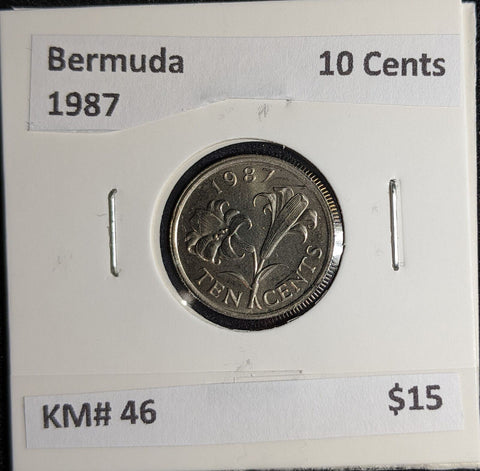 Bermuda 10 Cents
1987
1987
TEN CENTS
KM# 46 $15